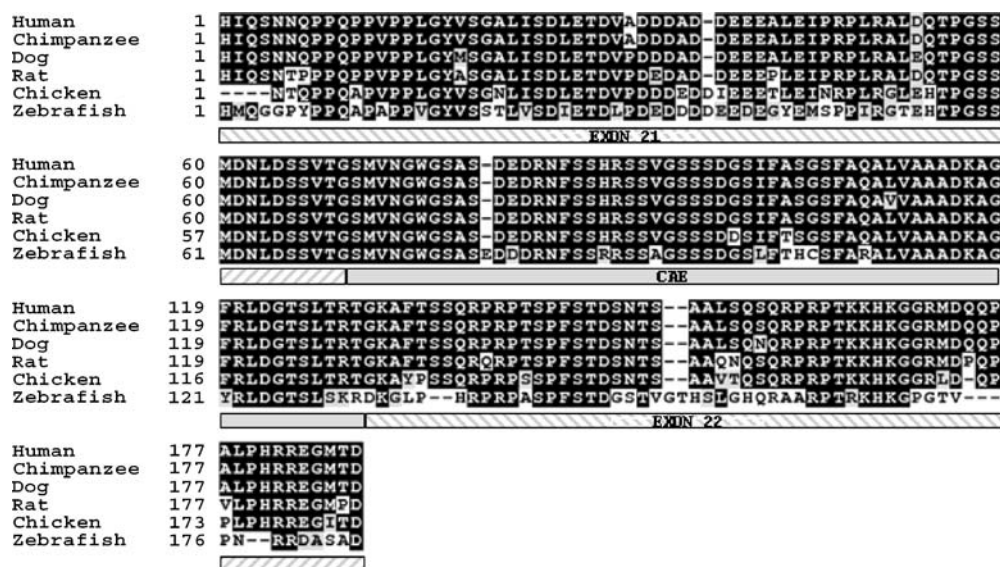 Human 1 HIQSNNQPPQPPVPPLGYVSGALISDLETDVADDDAD-DEEEALEIPRPLRALDQTPGSS
Chimpanzee 1 HIQSNNQPPQPPVPPLGYVSGALISDLETDVADDDAD-DEEEALEIPRPLRALDQTPGSS
Dog 1 HIQSNNQPPQPPVPPLGYMSGALISDLETDVPDDDAD-DEEEALEIPRPLRALEQTPGSS
Rat 1 HIQSNTPPPQPPVPPLGYASGALISDLETDVPDEDAD-DEEEPLEIPRPLRALDQTPGSS
Chicken 1 ----NTQPPQAPVPPLGYVSGNLISDLETDVPDDDEDDIEEETLEINRPLRGLEHTPGSS
Zebrafish 1 HMQGGPYPPQAPAPPVGYVSSTLVSDIETDLPDEDDDDEEDEGYEMSPPIRGTEHTPGSS
EXON 21
Human 60 MDNLDSSVTGSMVNGWGSAS-DEDRNFSSHRSSVGSSSDGSIFASGSFAQALVAAADKAG
Chimpanzee 60 MDNLDSSVTGSMVNGWGSAS-DEDRNFSSHRSSVGSSSDGSIFASGSFAQALVAAADKAG
Dog 60 MDNLDSSVTGSMVNGWGSAS-DEDRNFSSHRSSVGSSSDGSIFASGSFAQAVVAAADKAG
Rat 60 MDNLDSSVTGSMVNGWGSAS-DEDRNFSSHRSSVGSSSDGSIFASGSFAQALVAAADKAG
Chicken 57 MDNLDSSVTGSMVNGWGSAS-DEDRNFSSHRSSVGSSSDDSIFTSGSFAQALVAAADKAG
Zebrafish 61 MDNLDSSVTGSMVNGWGSASEDDDRNFSSRRSSAGSSSDGSLFTHCSFARALVAAADKAG
CAE
Human 119 FRLDGTSLTRTGKAFTSSQRPRPTSPFSTDSNTS--AALSQSQRPRPTKKHKGGRMDQQP
Chimpanzee 119 FRLDGTSLTRTGKAFTSSQRPRPTSPFSTDSNTS--AALSQSQRPRPTKKHKGGRMDQQP
Dog 119 FRLDGTSLTRTGKAFTSSQRPRPTSPFSTDSNTS--AALSQNQRPRPTKKHKGGRMDQQP
Rat 119 FRLDGTSLTRTGKAFTSSQRQRPTSPFSTDSNTS--AAQNQSQRPRPTKKHKGGRMDPQP
Chicken 116 FRLDGTSLTRTGKAYPSSQRPRPSSPFSTDSNTS--AAVTQSQRPRPTKKHKGGRLD-QP
Zebrafish 121 YRLDGTSLSKRDKGLP--HRPRPASPFSTDGSTVGTHSLGHQRAARPTRKHKGPGTV---
EXON 22
Human 177 ALPHRREGMTD
Chimpanzee 177 ALPHRREGMTD
Dog 177 ALPHRREGMTD
Rat 177 VLPHRREGMPD
Chicken 173 PLPHRREGITD
Zebrafish 176 PN--RRDASAD